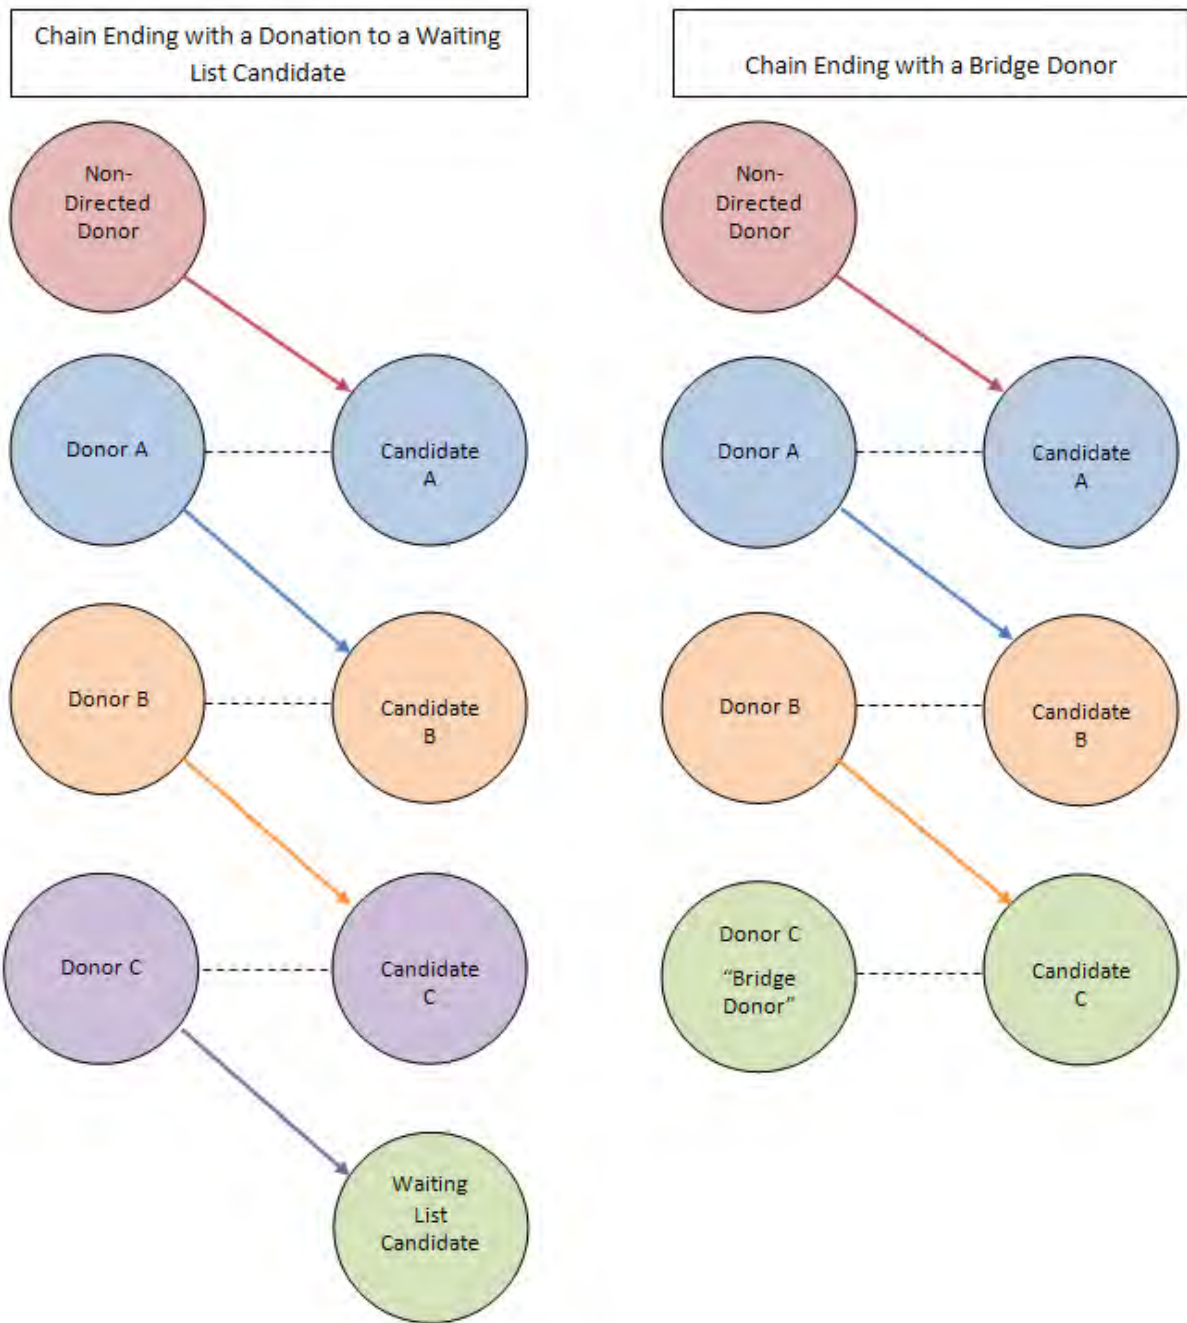 Chain Ending with a Donation to a Waiting
List Candidate
Chain Ending with a Bridge Donor
Non-
Directed
Donor
Non-
Directed
Donor
Donor A
Candidate
A
Donor A
Candidate
A
Donor B
Candidate
B
Donor B
Candidate
B
Donor C
Candidate
C
Donor C
“Bridge
Donor”
Candidate
C
Waiting
List
Candidate